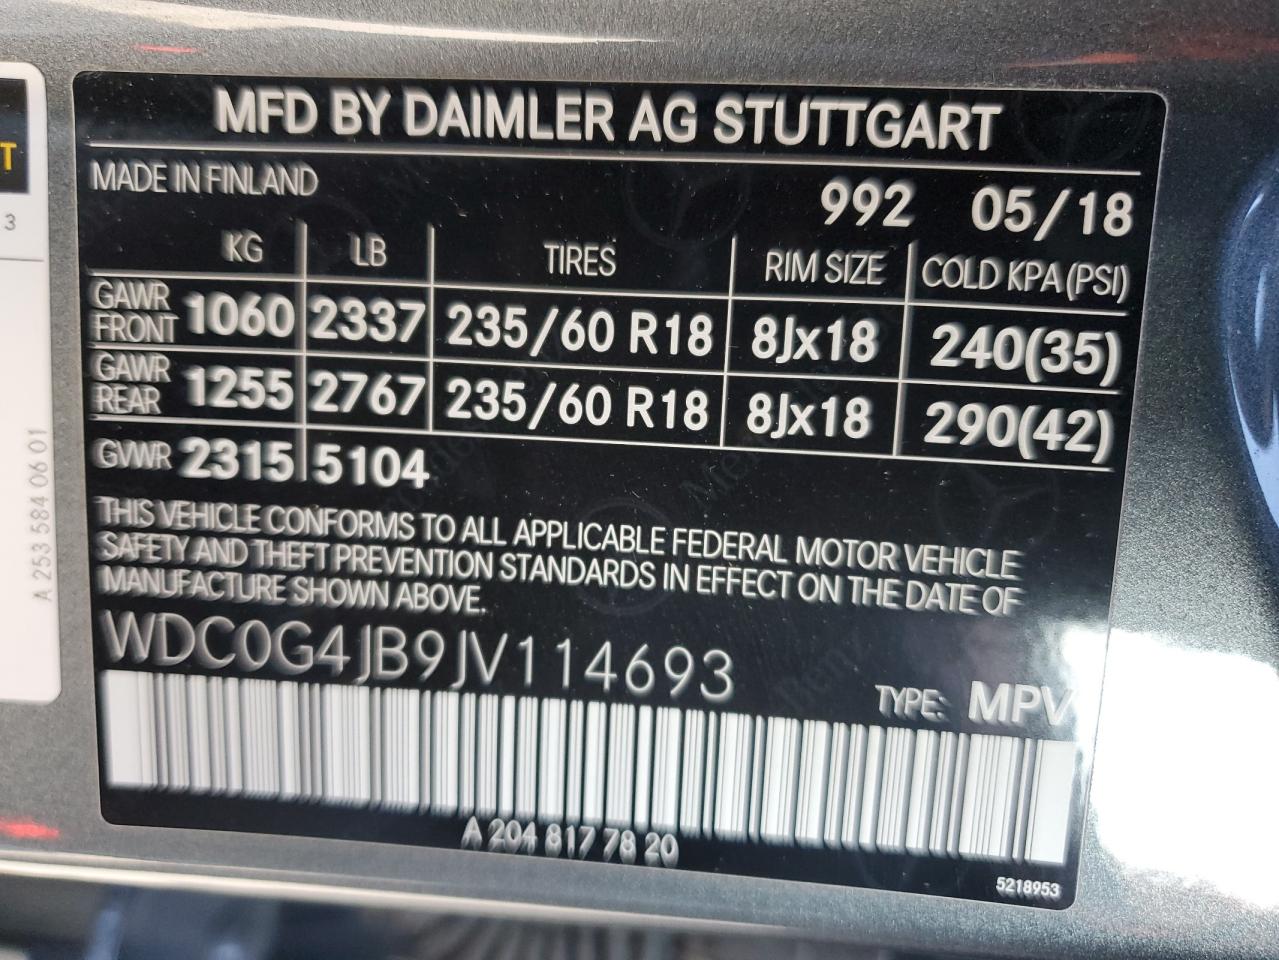 MFD BY DAIMLER AG STUTTGART
MADE IN FINLAND 992 05/18
KG LB TIRES RIM SIZE COLD KPA(PSI)
GAWR FRONT 1060 2337 235/60 R18 8Jx18 240(35)
GAWR REAR 1255 2767 235/60 R18 8Jx18 290(42)
GVWR 2315 5104
THIS VEHICLE CONFORMS TO ALL APPLICABLE FEDERAL MOTOR VEHICLE
SAFETY AND THEFT PREVENTION STANDARDS IN EFFECT ON THE DATE OF
MANUFACTURE SHOWN ABOVE.
WDC0G4JB9JV114693
TYPE: MPV
A 204 817 78 20
5218953
T
3
A 253 584 06 01